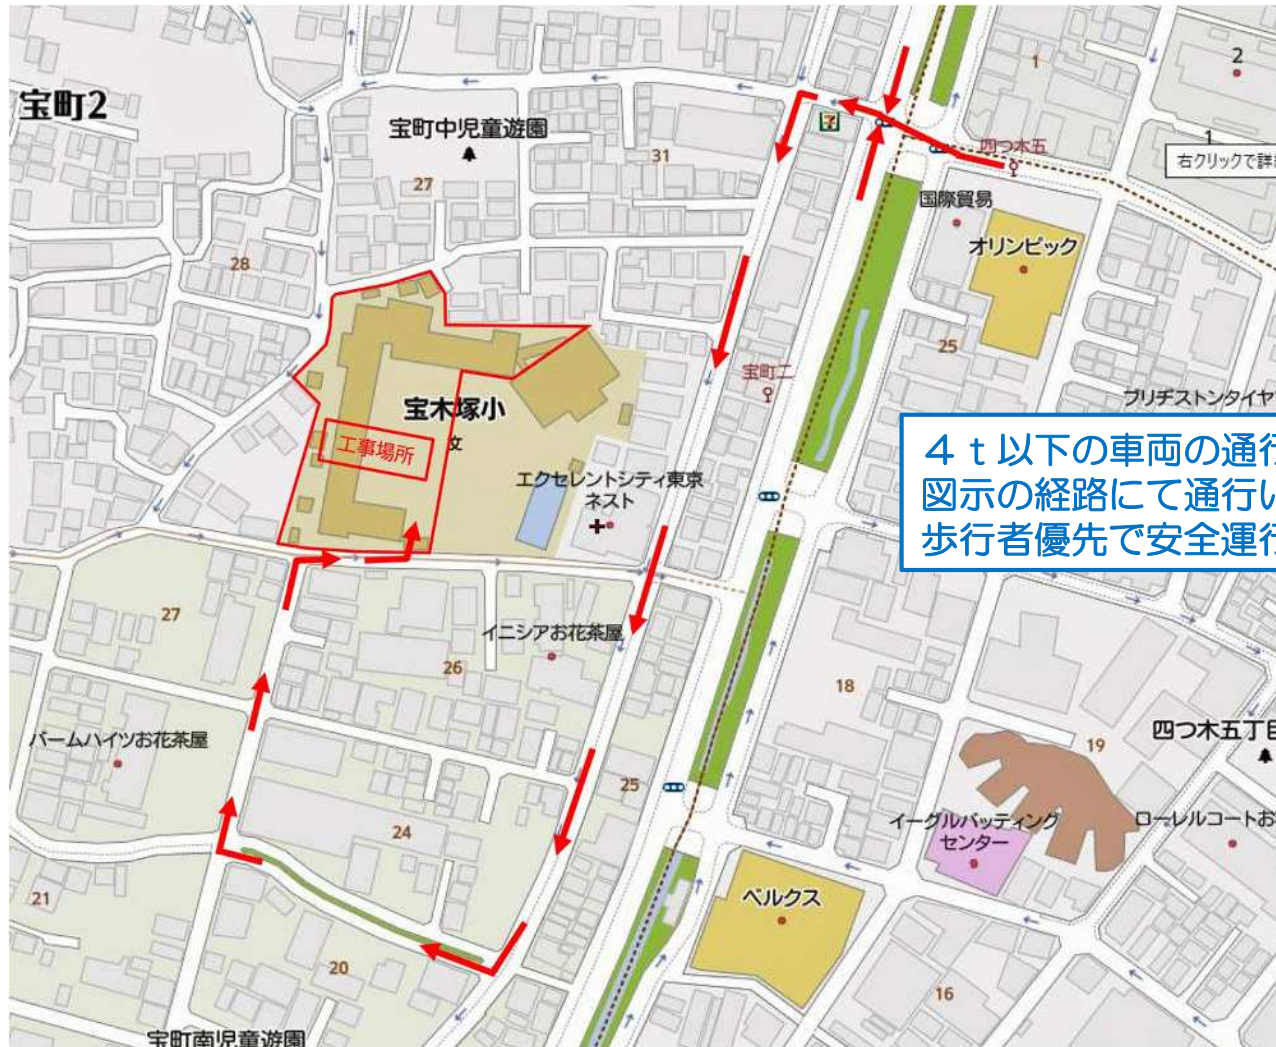 宝町2
宝町中児童遊園
27
31
28
7
四つ木五
1
2
1
右クリックで詳
国際貿易
オリンピック
25
宝町二
ブリヂストンタイヤ
宝木塚小
文
工事場所
エクセレントシティ東京
ネスト
４ｔ以下の車両の通行
図示の経路にて通行い
歩行者優先で安全運行
27
イニシアお花茶屋
26
18
19
四つ木五丁目
パームハイツお花茶屋
25
24
イーグルバッティング
センター
ローレルコートお
ベルクス
21
20
16
宝町南児童遊園